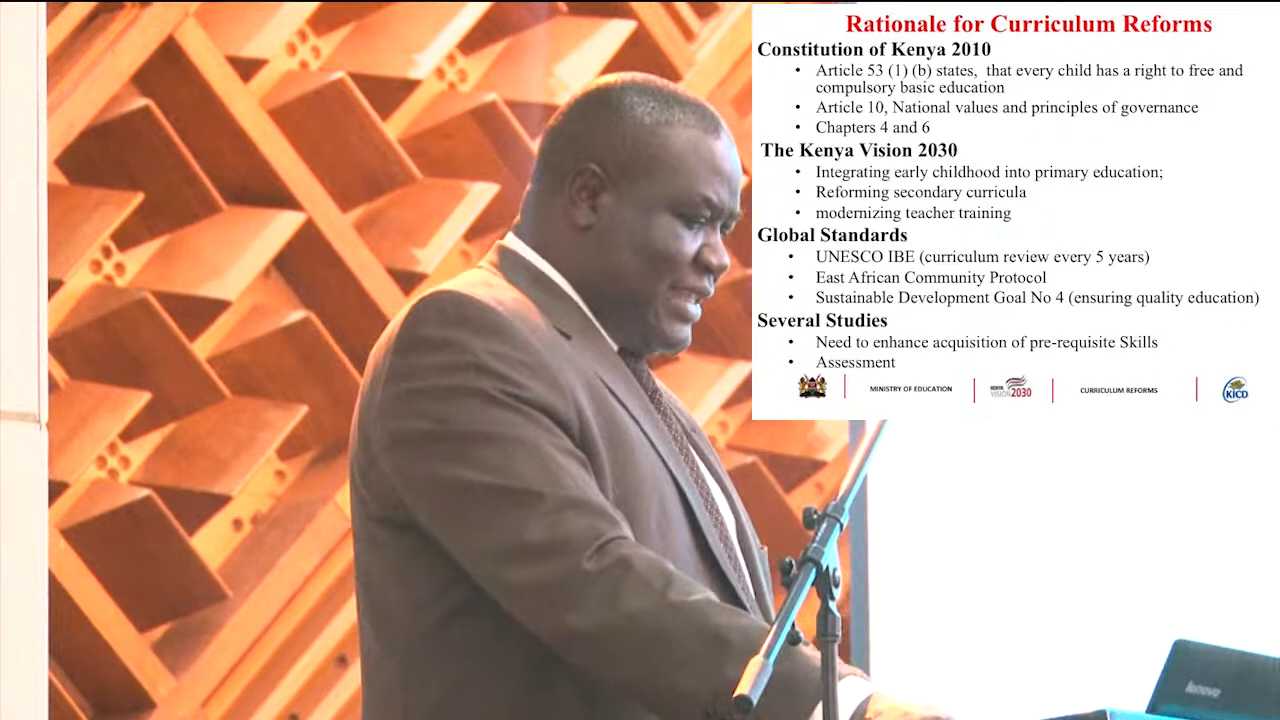 Rationale for Curriculum Reforms
Constitution of Kenya 2010
• Article 53 (1) (b) states, that every child has a right to free and
compulsory basic education
• Article 10, National values and principles of governance
• Chapters 4 and 6
The Kenya Vision 2030
• Integrating early childhood into primary education;
• Reforming secondary curricula
• modernizing teacher training
Global Standards
• UNESCO IBE (curriculum review every 5 years)
• East African Community Protocol
• Sustainable Development Goal No 4 (ensuring quality education)
Several Studies
• Need to enhance acquisition of pre-requisite Skills
• Assessment
MINISTRY OF EDUCATION
KENYA
VISION 2030
CURRICULUM REFORMS
KICD
lenovo